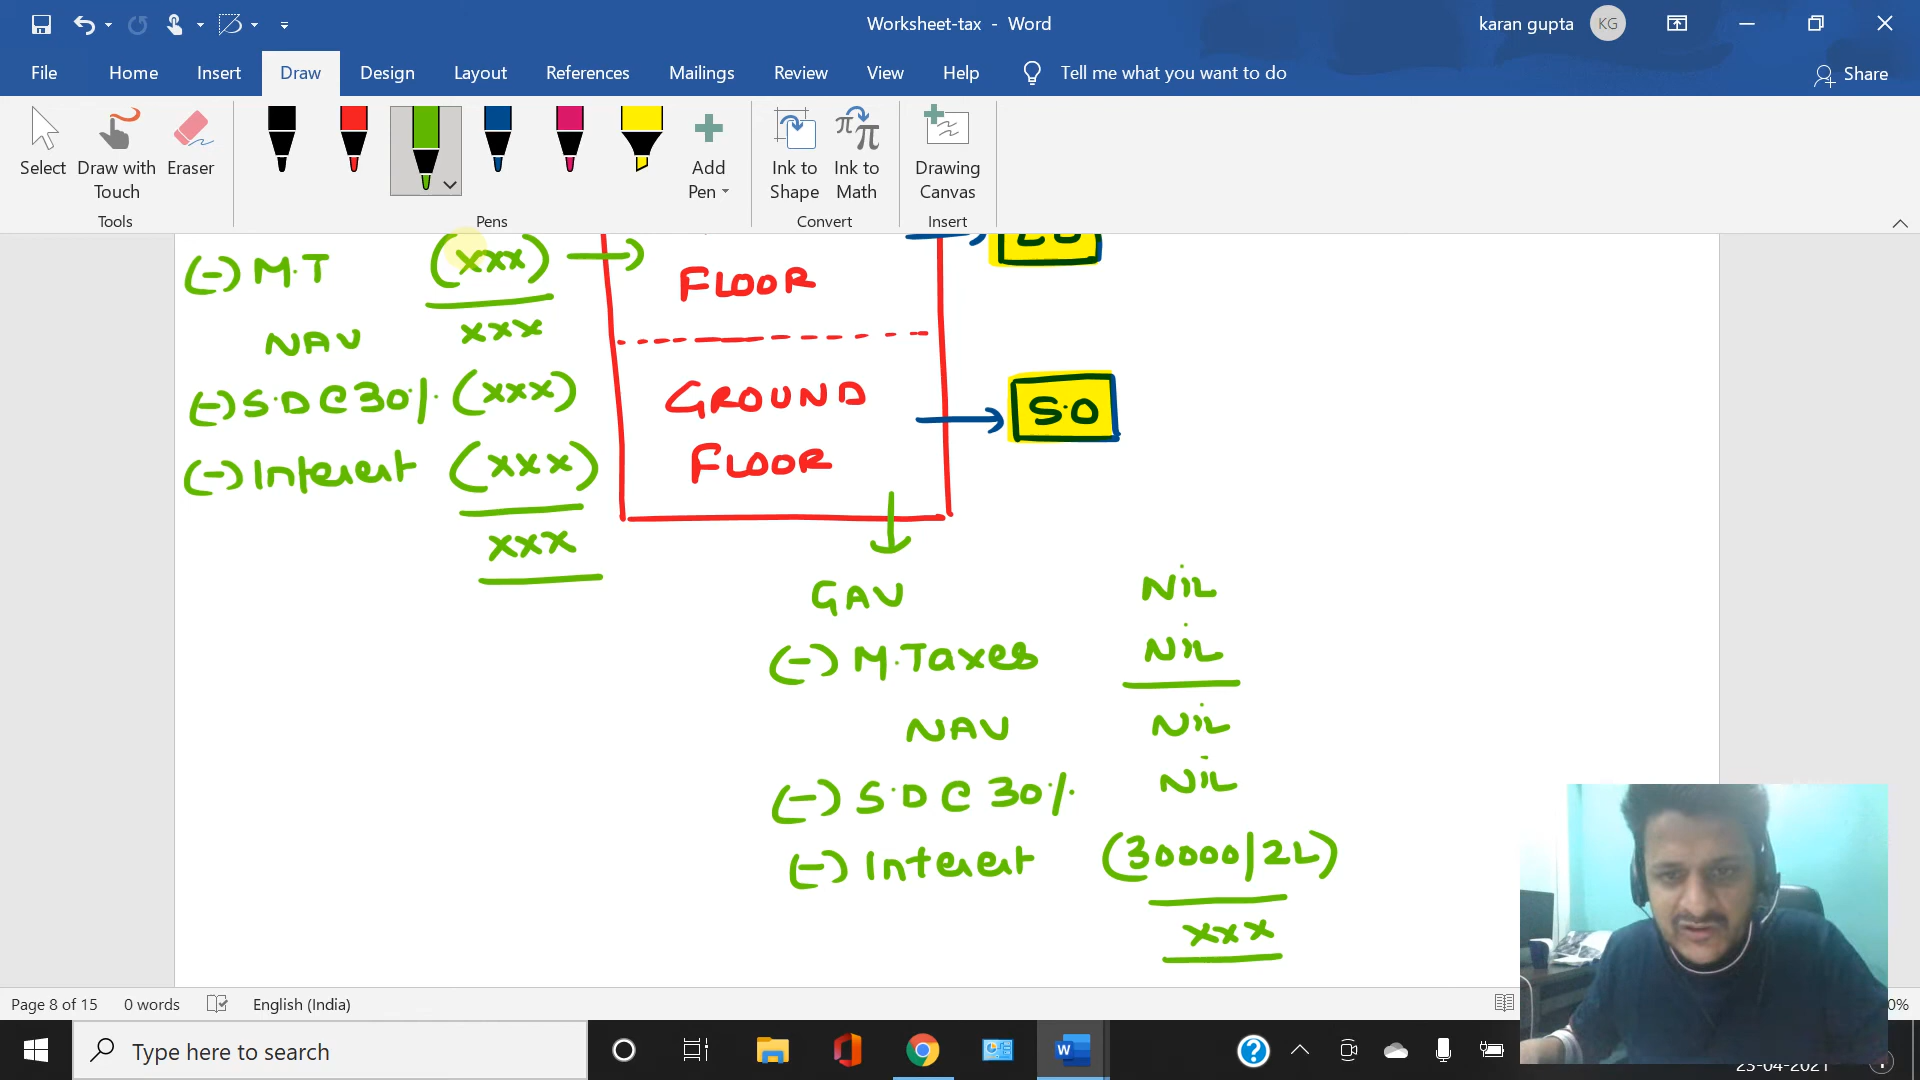 Worksheet-tax - Word
karan gupta
KG
File
Home
Insert
Draw
Design
Layout
References
Mailings
Review
View
Help
Tell me what you want to do
Share
Select
Draw with Touch
Eraser
Add Pen
Ink to Shape
Ink to Math
Drawing Canvas
Tools
Pens
Convert
Insert
(-) M.T (xxx)
NAV xxx
(-) S.D @ 30% (xxx)
(-) Interest (xxx)
xxx
FLOOR
GROUND
FLOOR
S.O
GAV NiL
(-) M.Taxes NiL
NAV NiL
(-) S.D @ 30% NiL
(-) Interest (30000/2L)
xxx
Page 8 of 15
0 words
English (India)
0%
Type here to search
23-04-2021